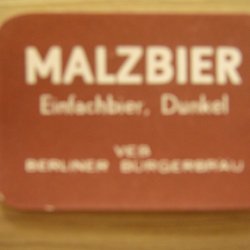 MALZBIER
Einfachbier, Dunkel
VEB
BERLINER BÜRGERBRÄU